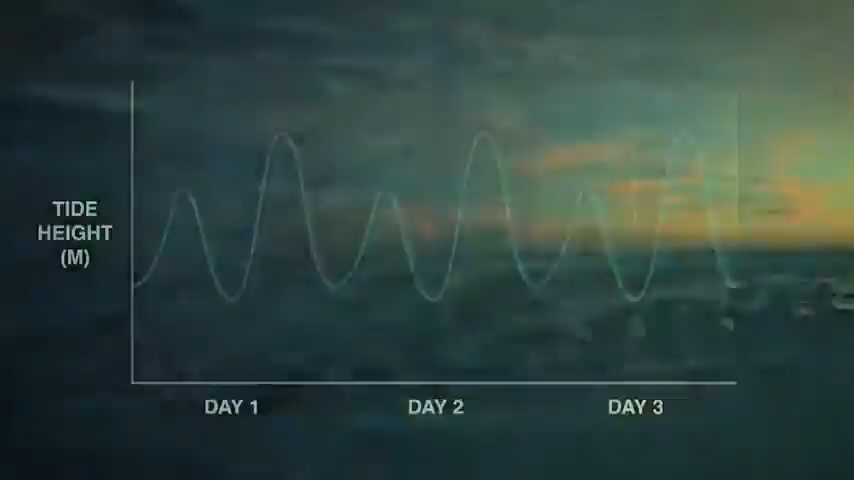 TIDE
HEIGHT
(M)
DAY 1
DAY 2
DAY 3